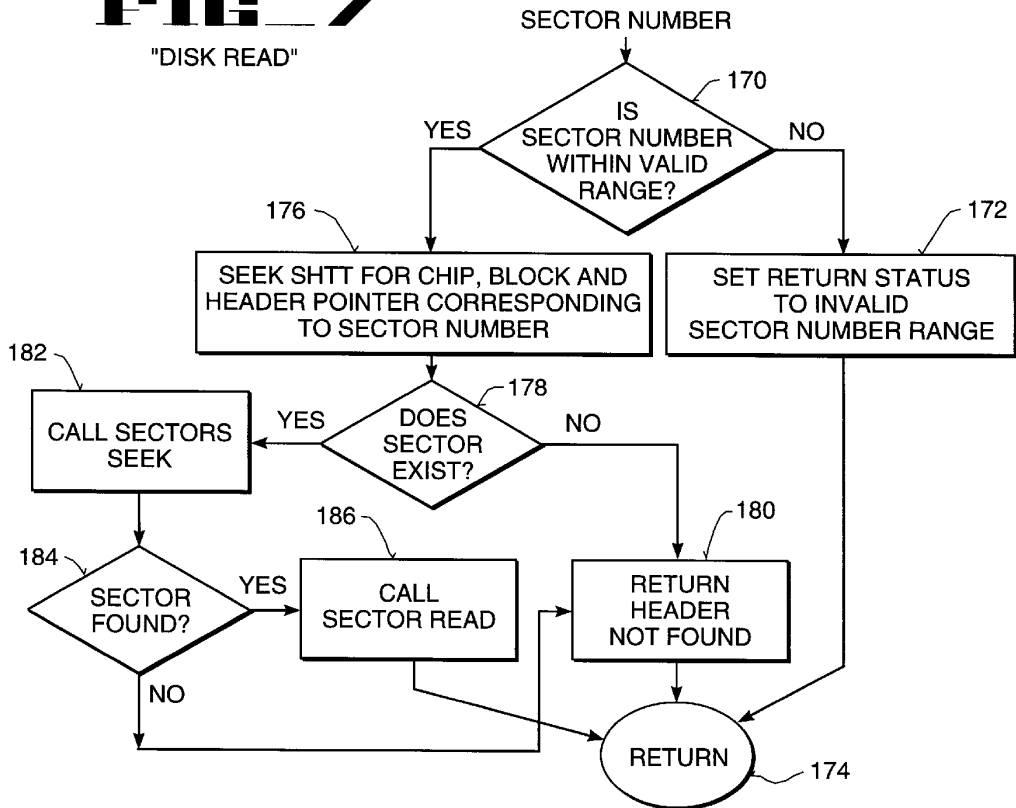 FIG_7
"DISK READ"
SECTOR NUMBER
170
IS
SECTOR NUMBER
WITHIN VALID
RANGE?
YES
NO
176
SEEK SHTT FOR CHIP, BLOCK AND
HEADER POINTER CORRESPONDING
TO SECTOR NUMBER
172
SET RETURN STATUS
TO INVALID
SECTOR NUMBER RANGE
178
DOES
SECTOR
EXIST?
YES
NO
182
CALL SECTORS
SEEK
184
SECTOR
FOUND?
YES
NO
186
CALL
SECTOR READ
180
RETURN
HEADER
NOT FOUND
RETURN
174